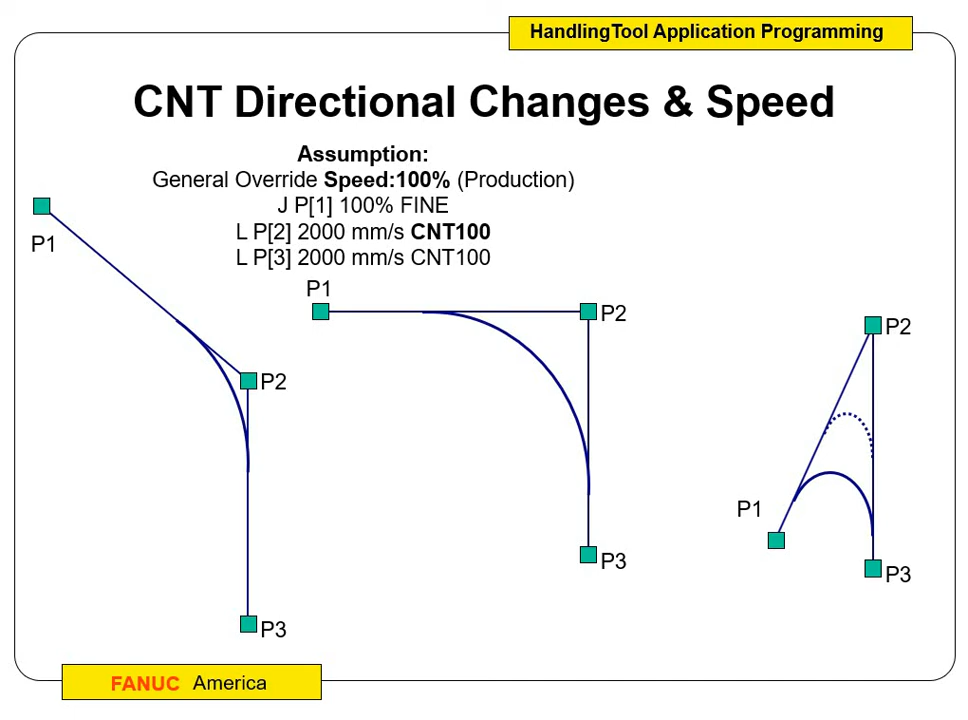 HandlingTool Application Programming
CNT Directional Changes & Speed
Assumption:
General Override Speed:100% (Production)
J P[1] 100% FINE
L P[2] 2000 mm/s CNT100
L P[3] 2000 mm/s CNT100
P1
P2
P3
P1
P2
P3
P1
P2
P3
FANUC America